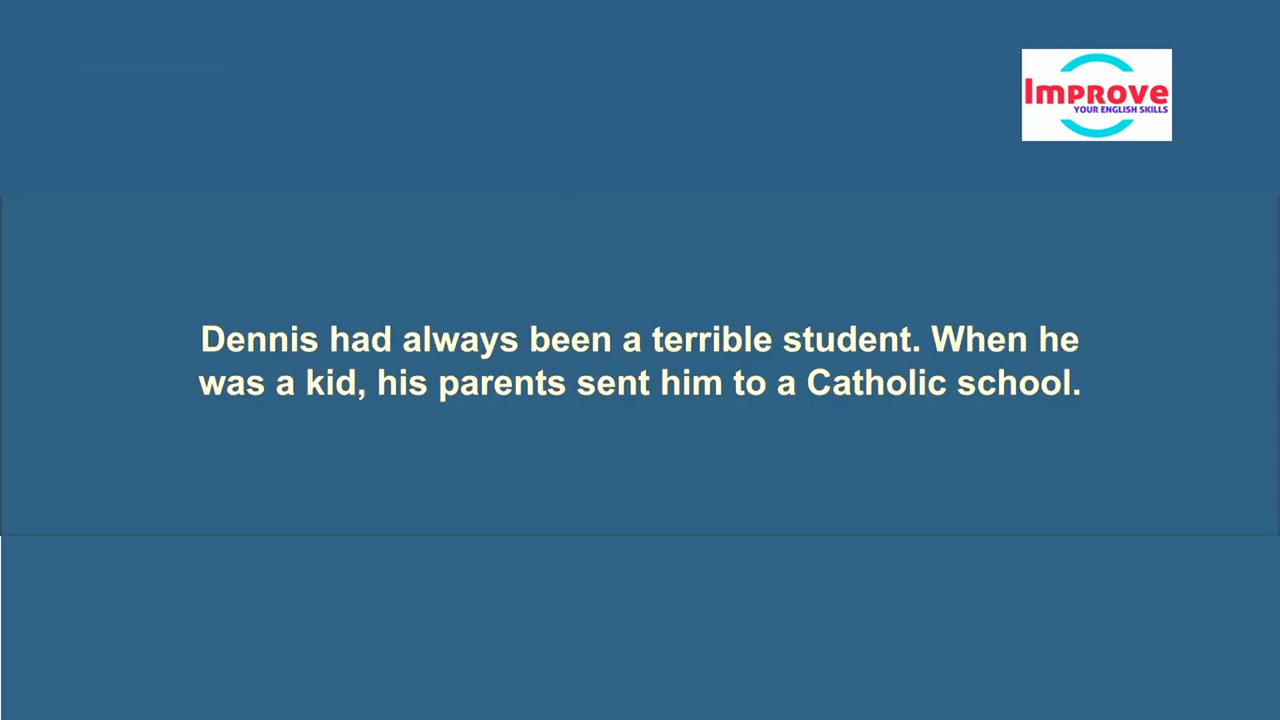 Improve
YOUR ENGLISH SKILLS
Dennis had always been a terrible student. When he
was a kid, his parents sent him to a Catholic school.